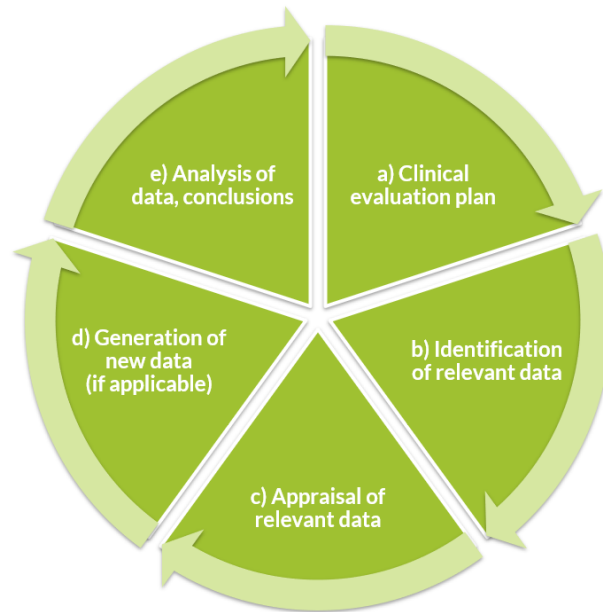 a) Clinical
evaluation plan
b) Identification
of relevant data
c) Appraisal of
relevant data
d) Generation of
new data
(if applicable)
e) Analysis of
data, conclusions